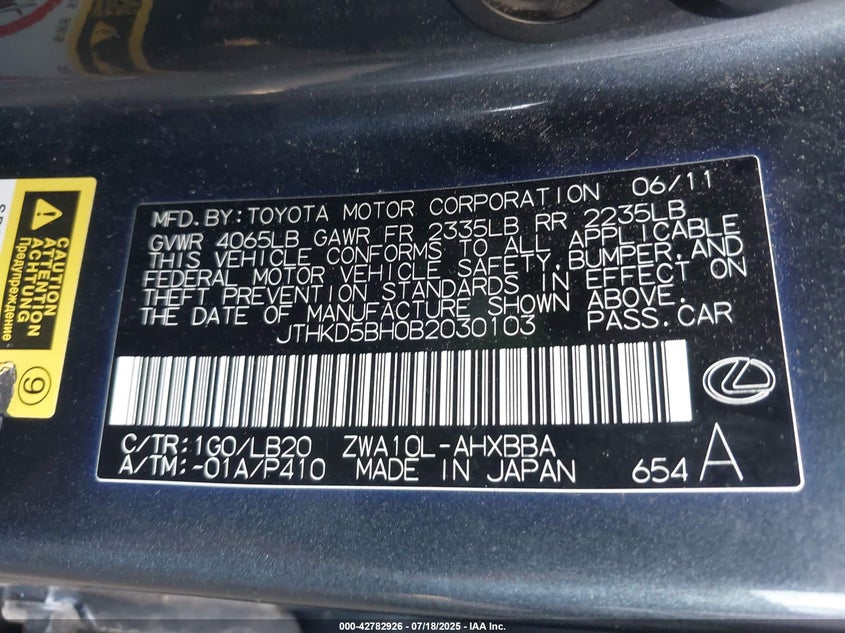 MFD. BY: TOYOTA MOTOR CORPORATION 06/11
GVWR 4065LB GAWR FR 2335LB RR 2235LB
THIS VEHICLE CONFORMS TO ALL APPLICABLE
FEDERAL MOTOR VEHICLE SAFETY, BUMPER, AND
THEFT PREVENTION STANDARDS IN EFFECT ON
THE DATE OF MANUFACTURE SHOWN ABOVE.
JTHKD5BH0B2030103 PASS. CAR
C/TR: 1G0/LB20 ZWA10L-AHXBBA
A/TM: -01A/P410 MADE IN JAPAN 654 A
CAUTION
ATTENTION
ACHTUNG
Предупреждение
9
000-42782926 - 07/18/2025 - IAA Inc.